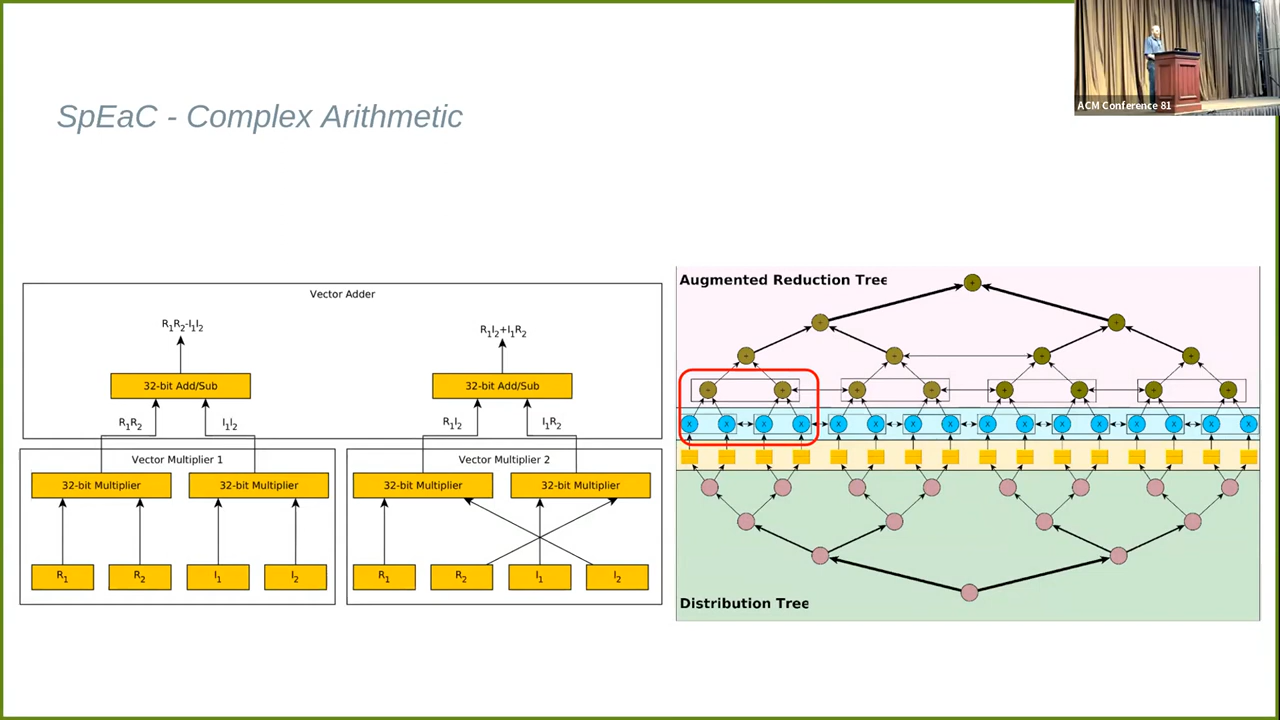 ACM Conference 81
SpEaC - Complex Arithmetic
Vector Adder
R1R2-I1I2
R1I2+I1R2
32-bit Add/Sub
32-bit Add/Sub
R1R2
I1I2
R1I2
I1R2
Vector Multiplier 1
Vector Multiplier 2
32-bit Multiplier
32-bit Multiplier
32-bit Multiplier
32-bit Multiplier
R1
R2
I1
I2
R1
R2
I1
I2
Augmented Reduction Tree
Distribution Tree